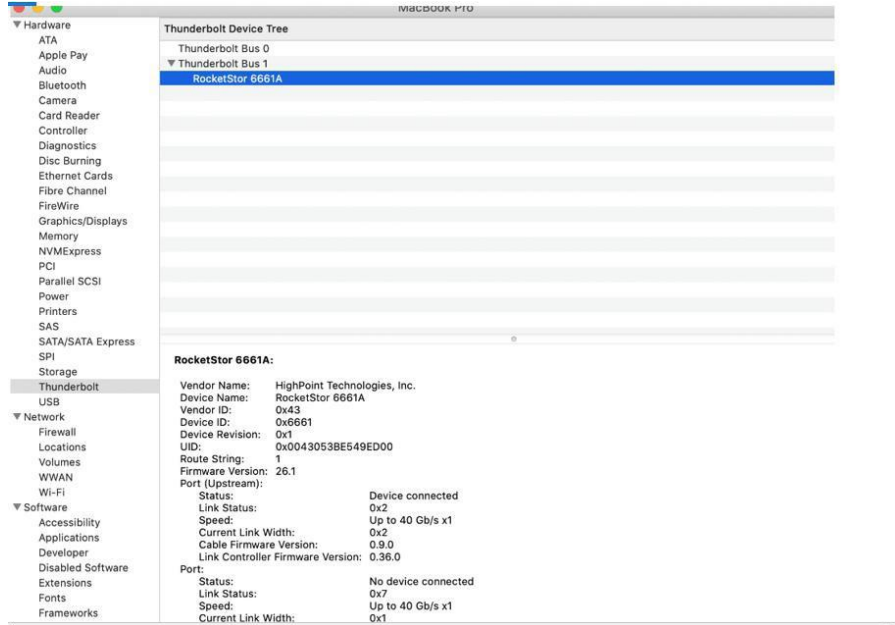 MacBook Pro
Hardware
ATA
Apple Pay
Audio
Bluetooth
Camera
Card Reader
Controller
Diagnostics
Disc Burning
Ethernet Cards
Fibre Channel
FireWire
Graphics/Displays
Memory
NVMExpress
PCI
Parallel SCSI
Power
Printers
SAS
SATA/SATA Express
SPI
Storage
Thunderbolt
USB
Network
Firewall
Locations
Volumes
WWAN
Wi-Fi
Software
Accessibility
Applications
Developer
Disabled Software
Extensions
Fonts
Frameworks
Thunderbolt Device Tree
Thunderbolt Bus 0
Thunderbolt Bus 1
RocketStor 6661A
RocketStor 6661A:
Vendor Name: HighPoint Technologies, Inc.
Device Name: RocketStor 6661A
Vendor ID: 0x43
Device ID: 0x6661
Device Revision: 0x1
UID: 0x0043053BE549ED00
Route String: 1
Firmware Version: 26.1
Port (Upstream):
Status: Device connected
Link Status: 0x2
Speed: Up to 40 Gb/s x1
Current Link Width: 0x2
Cable Firmware Version: 0.9.0
Link Controller Firmware Version: 0.36.0
Port:
Status: No device connected
Link Status: 0x7
Speed: Up to 40 Gb/s x1
Current Link Width: 0x1